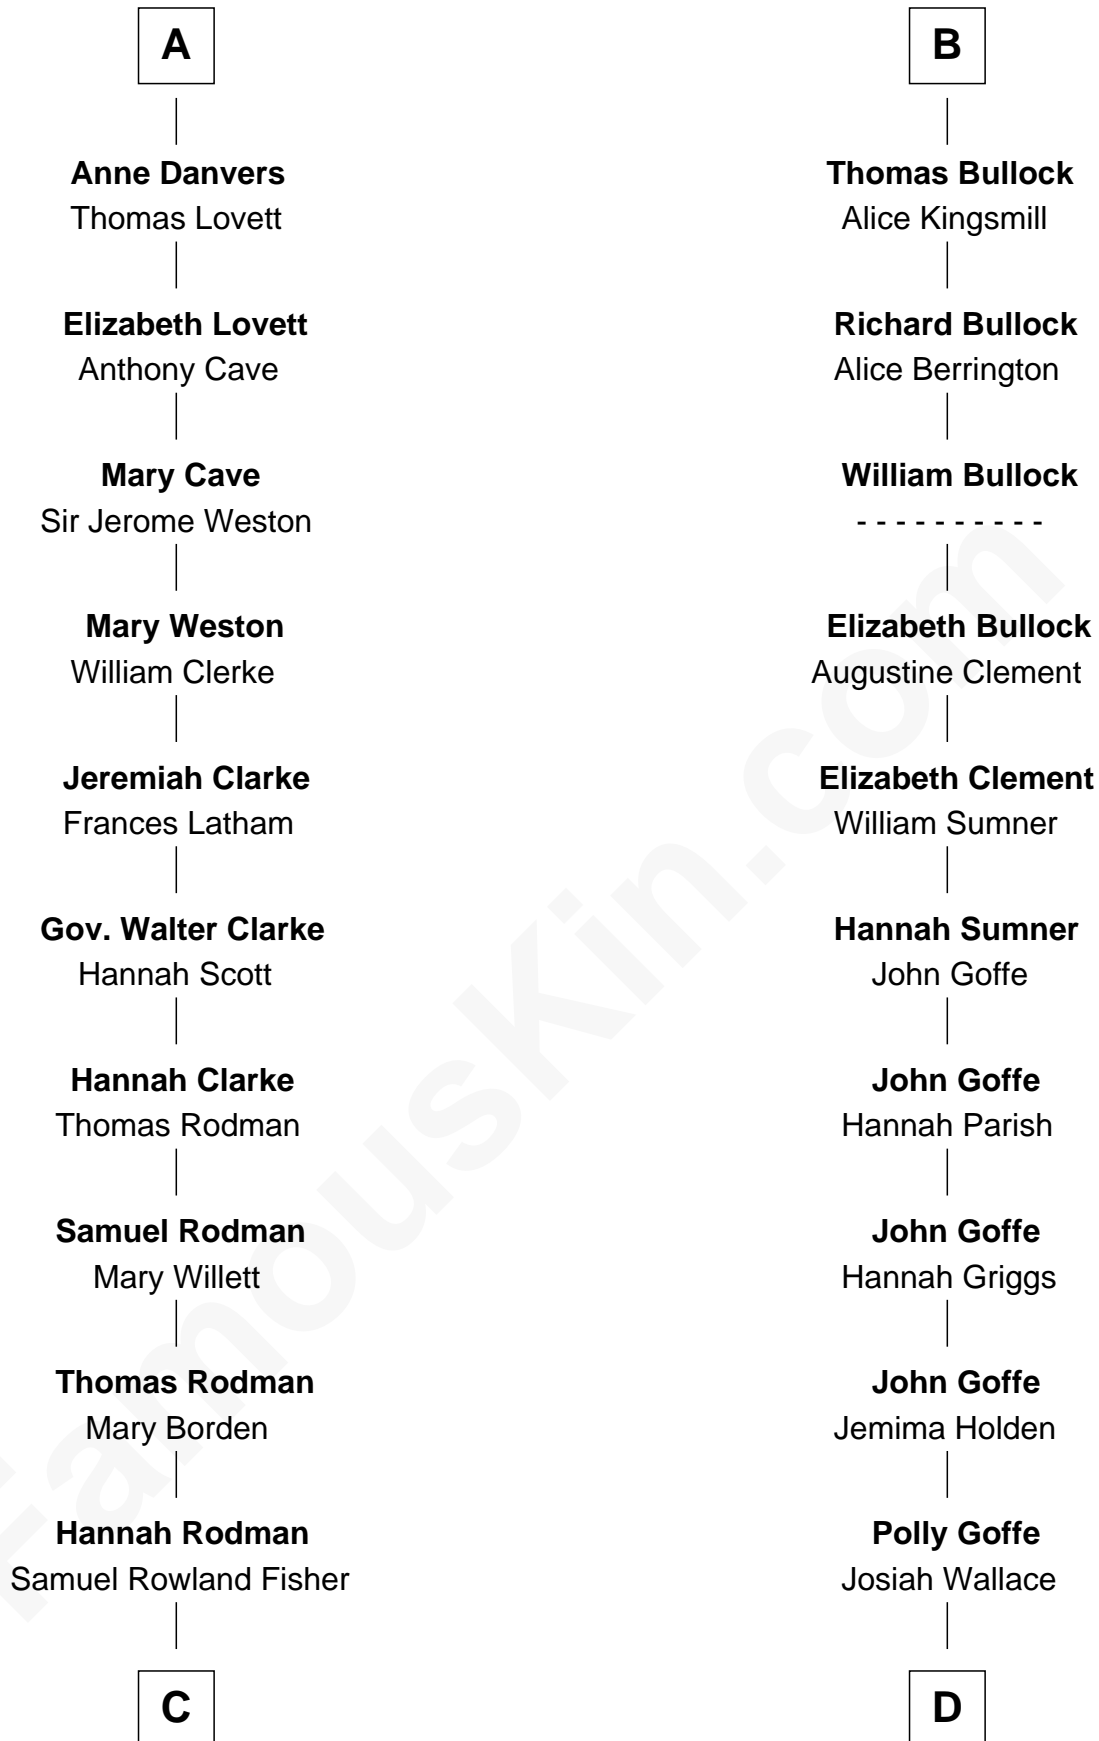 A
Anne Danvers
Thomas Lovett
Elizabeth Lovett
Anthony Cave
Mary Cave
Sir Jerome Weston
Mary Weston
William Clerke
Jeremiah Clarke
Frances Latham
Gov. Walter Clarke
Hannah Scott
Hannah Clarke
Thomas Rodman
Samuel Rodman
Mary Willett
Thomas Rodman
Mary Borden
Hannah Rodman
Samuel Rowland Fisher
C
B
Thomas Bullock
Alice Kingsmill
Richard Bullock
Alice Berrington
William Bullock
- - - - - - - - - -
Elizabeth Bullock
Augustine Clement
Elizabeth Clement
William Sumner
Hannah Sumner
John Goffe
John Goffe
Hannah Parish
John Goffe
Hannah Griggs
John Goffe
Jemima Holden
Polly Goffe
Josiah Wallace
D
FamousKin.com